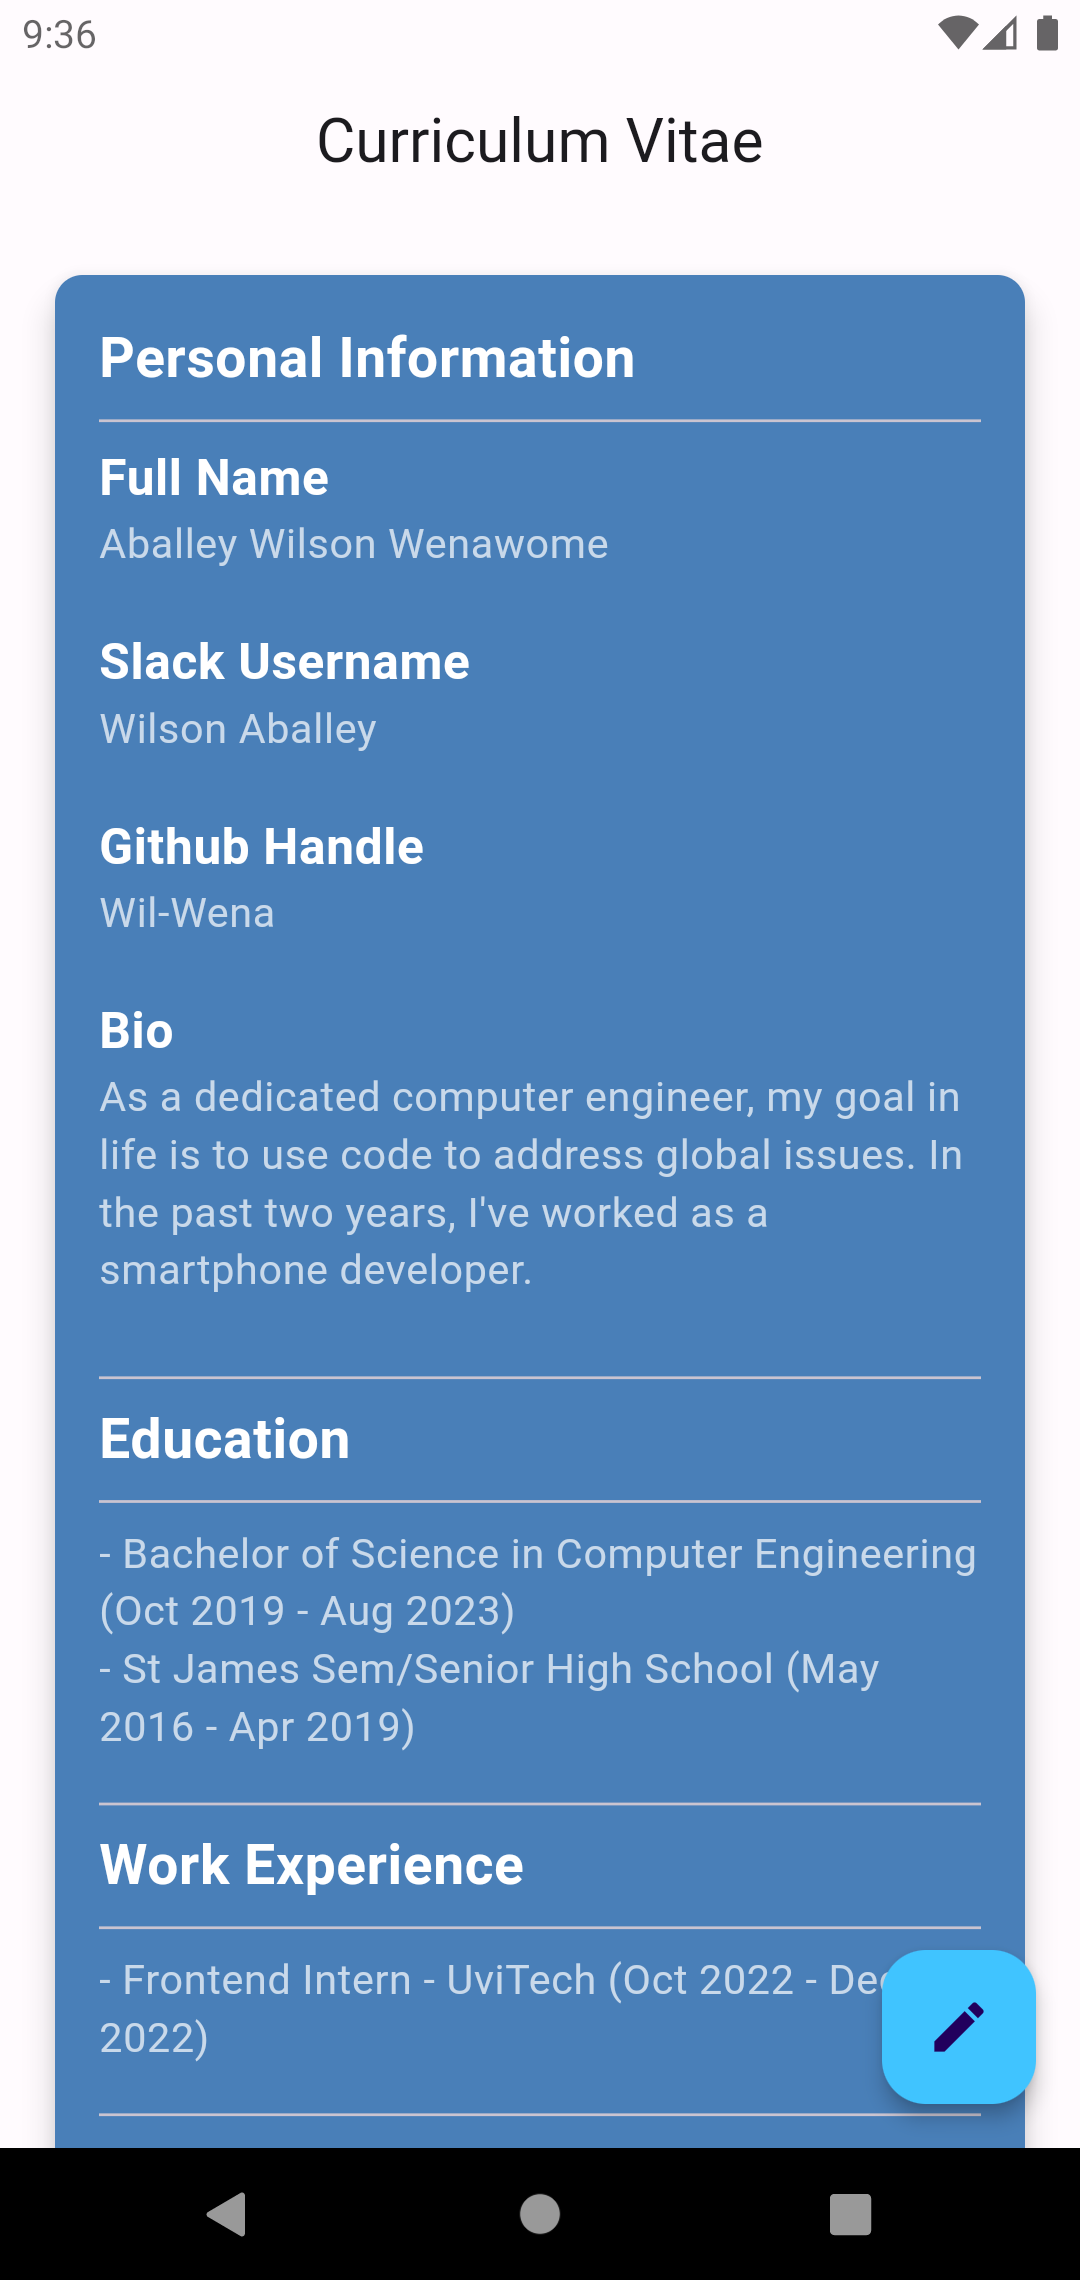 9:36
Curriculum Vitae
Personal Information
Full Name
Aballey Wilson Wenawome
Slack Username
Wilson Aballey
Github Handle
Wil-Wena
Bio
As a dedicated computer engineer, my goal in
life is to use code to address global issues. In
the past two years, I've worked as a
smartphone developer.
Education
- Bachelor of Science in Computer Engineering
(Oct 2019 - Aug 2023)
- St James Sem/Senior High School (May
2016 - Apr 2019)
Work Experience
- Frontend Intern - UviTech (Oct 2022 - Dec
2022)